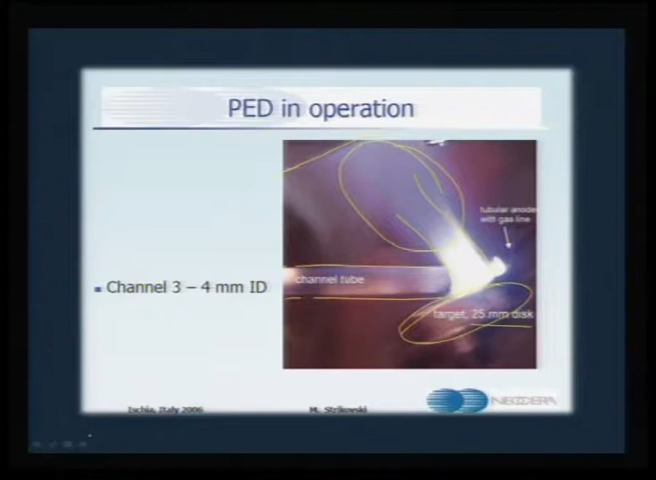 PED in operation
tubular anode
with gas line
channel tube
Channel 3 – 4 mm ID
target, 25 mm disk
Ischia, Italy 2006
M. Strikovski
NEOCERA